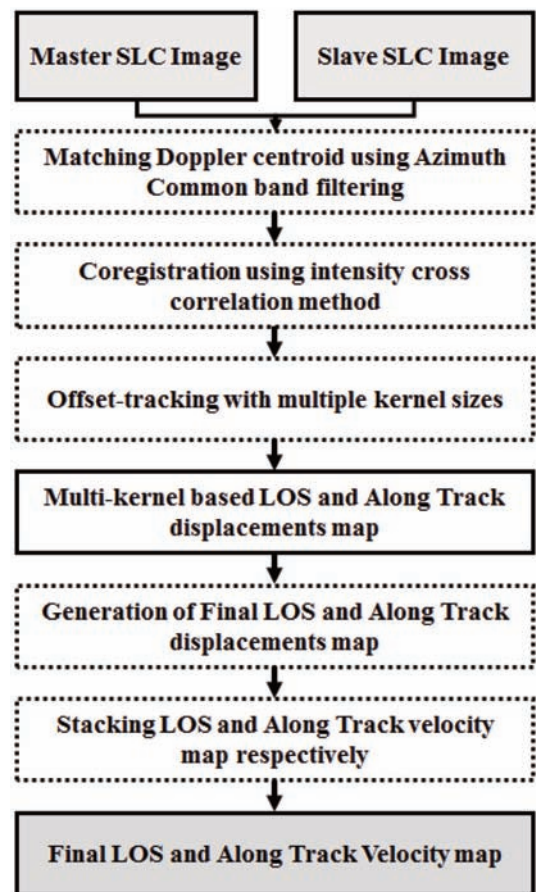 Master SLC Image
Slave SLC Image
Matching Doppler centroid using Azimuth
Common band filtering
Coregistration using intensity cross
correlation method
Offset-tracking with multiple kernel sizes
Multi-kernel based LOS and Along Track
displacements map
Generation of Final LOS and Along Track
displacements map
Stacking LOS and Along Track velocity
map respectively
Final LOS and Along Track Velocity map